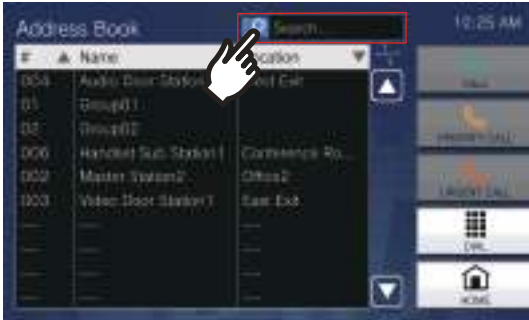 Address Book Search... 10:25 AM
# ▲ Name Location ▼
004 Audio Door Station East Exit
01 Group01
02 Group02
006 Handset Sub Station1 Conference Ro...
002 Master Station2 Office2
003 Video Door Station1 East Exit
CALL
PRIORITY CALL
URGENT CALL
DIAL
HOME